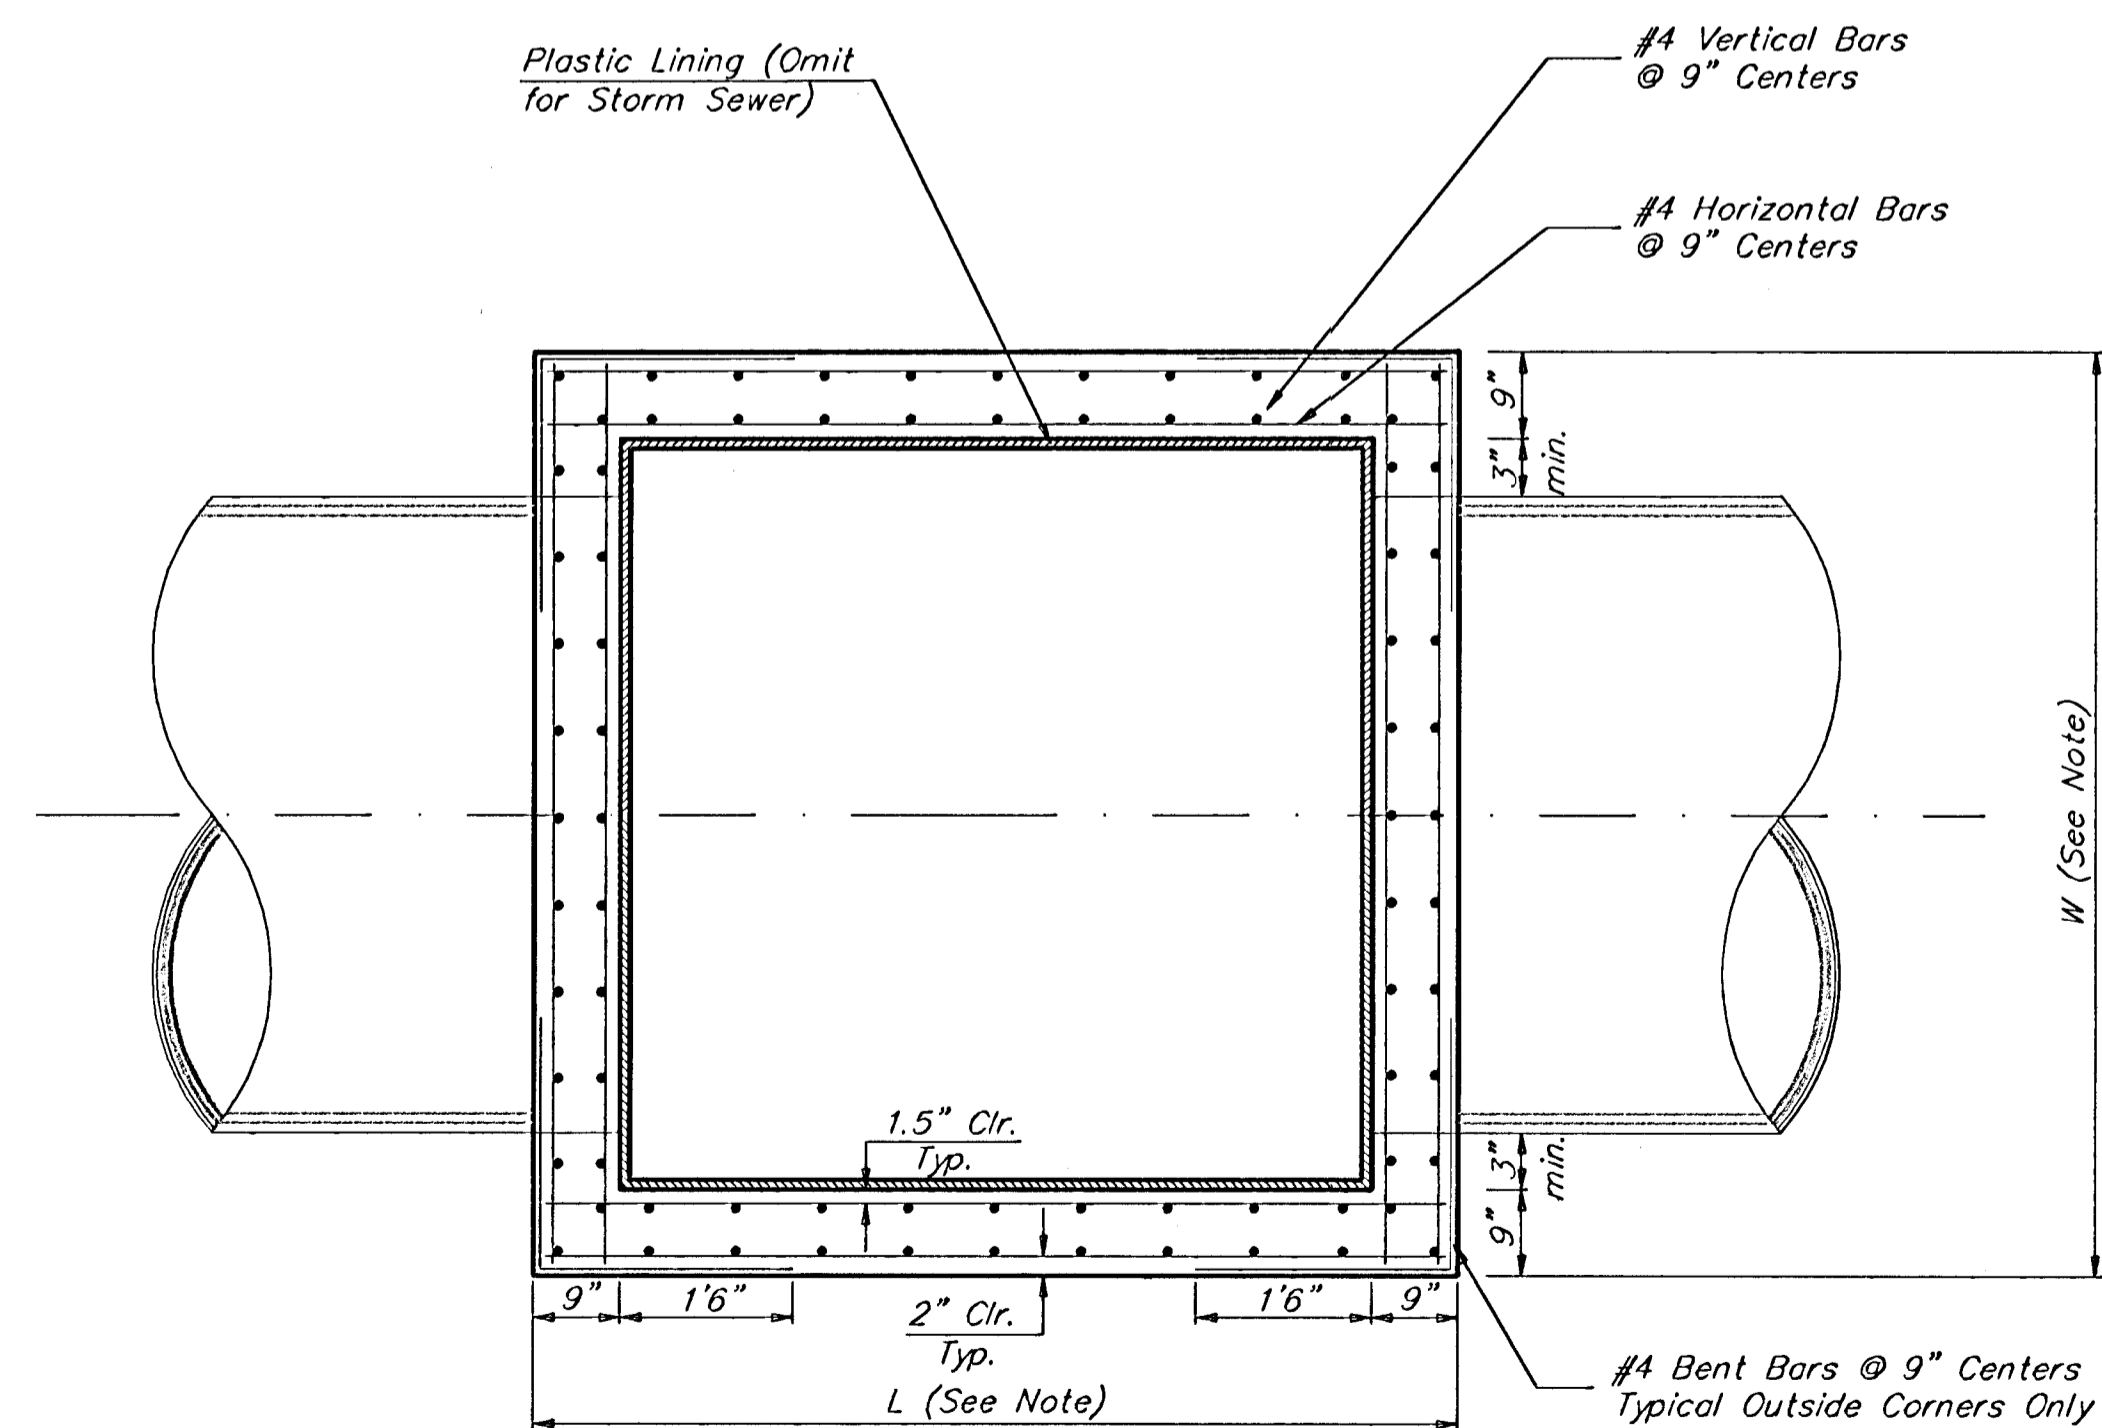 Plastic Lining (Omit
for Storm Sewer)
#4 Vertical Bars
@ 9" Centers
#4 Horizontal Bars
@ 9" Centers
9"
3"
min.
W (See Note)
1.5" Clr.
Typ.
3"
min.
9"
9"
1'6"
2" Clr.
Typ.
1'6"
9"
L (See Note)
#4 Bent Bars @ 9" Centers
Typical Outside Corners Only